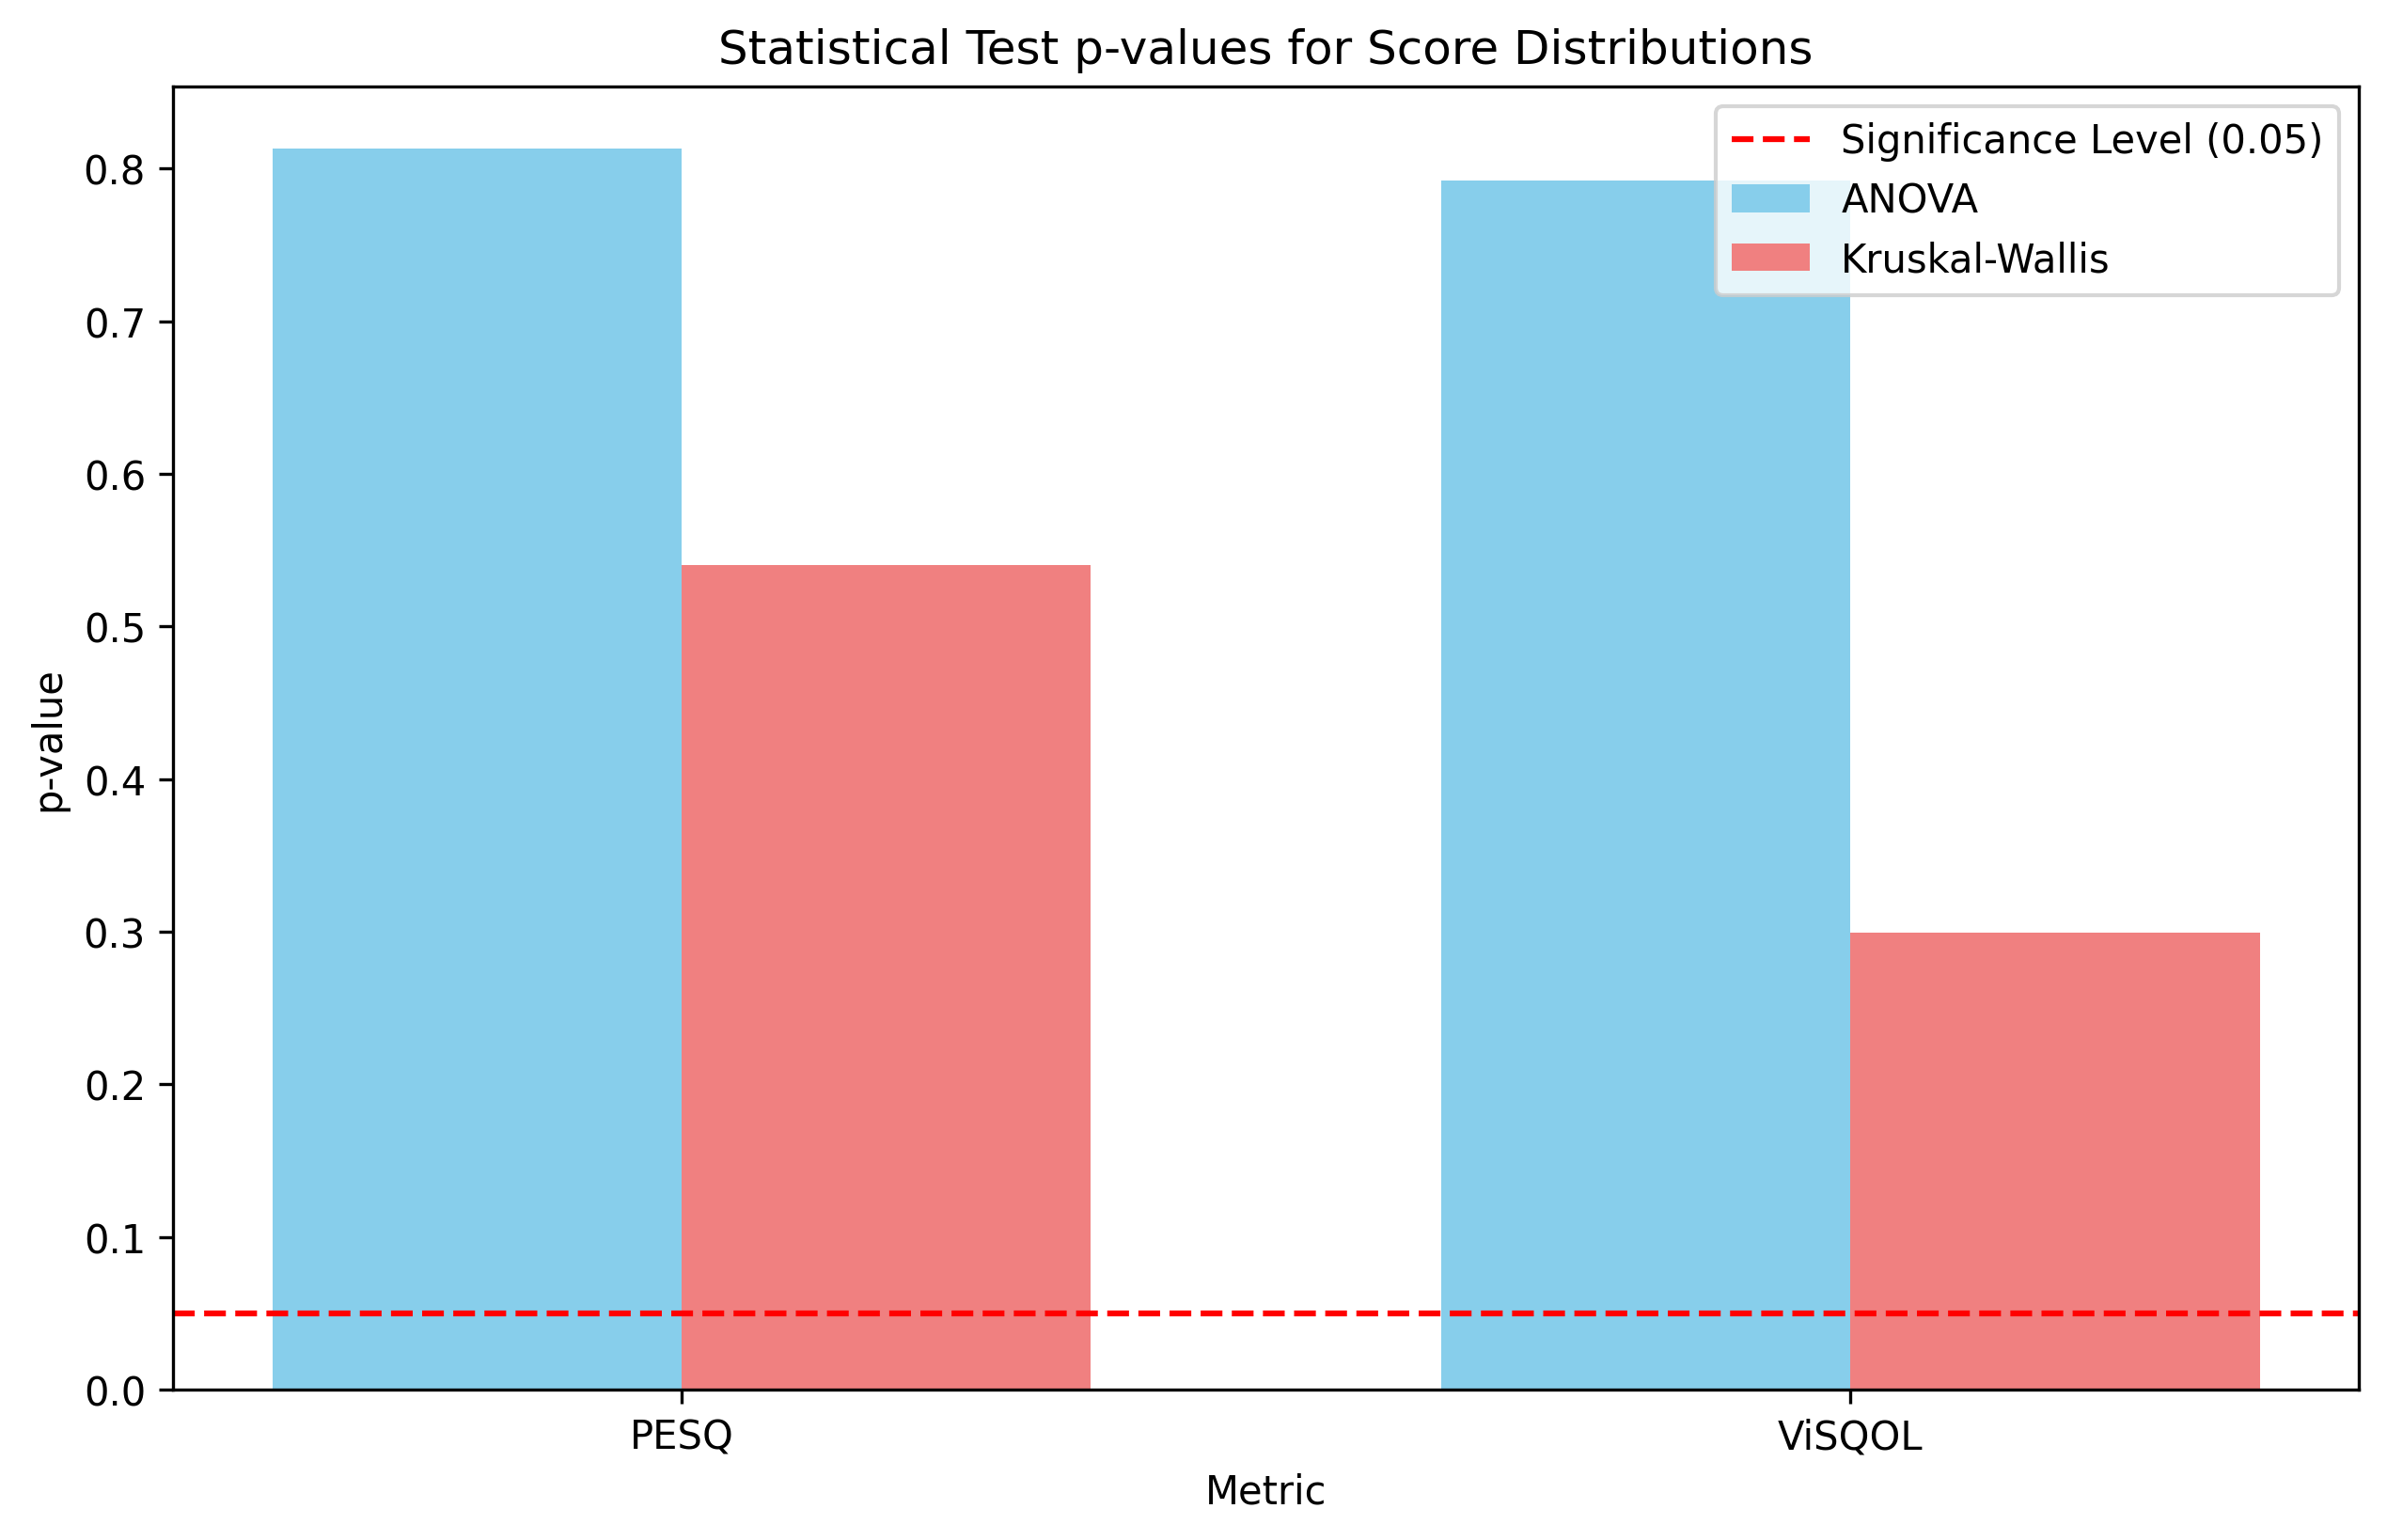 Statistical Test p-values for Score Distributions
Significance Level (0.05)
ANOVA
Kruskal-Wallis
p-value
0.8
0.7
0.6
0.5
0.4
0.3
0.2
0.1
0.0
PESQ
ViSQOL
Metric